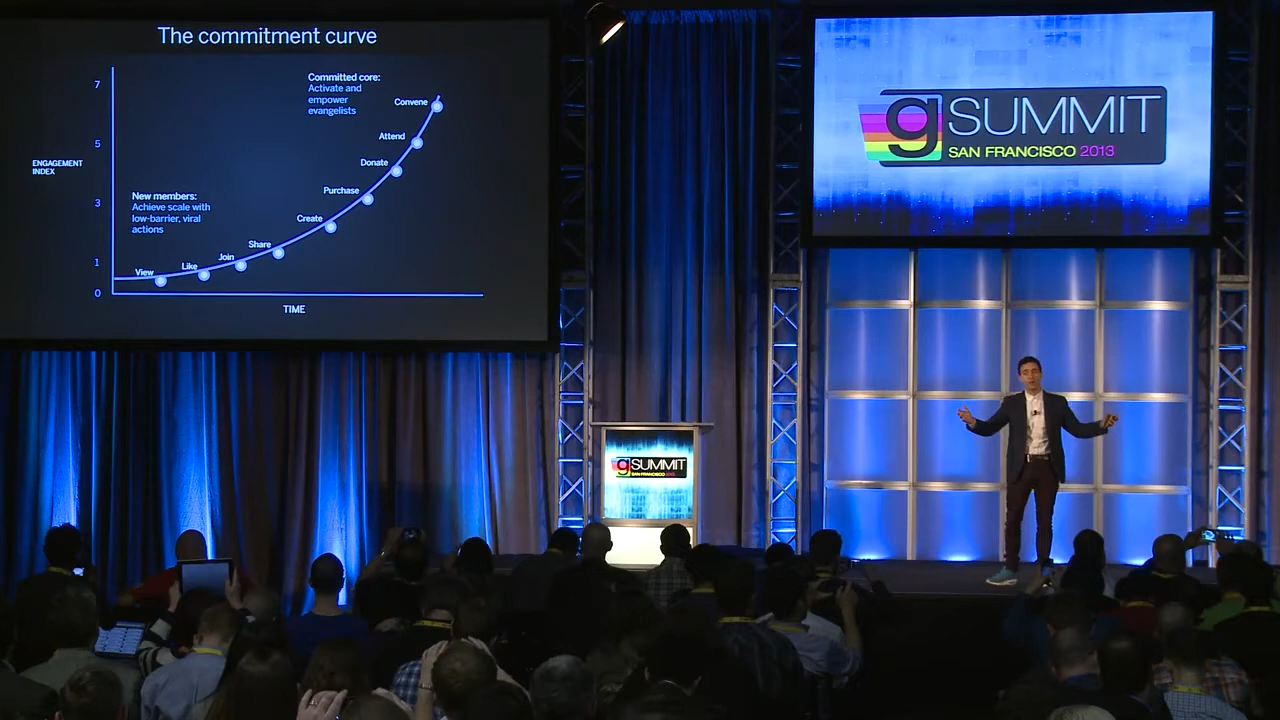 The commitment curve
7
5
3
1
0
ENGAGEMENT
INDEX
TIME
New members:
Achieve scale with
low-barrier, viral
actions
Committed core:
Activate and
empower
evangelists
View
Like
Join
Share
Create
Purchase
Donate
Attend
Convene
g SUMMIT
SAN FRANCISCO 2013
g SUMMIT
SAN FRANCISCO 2013